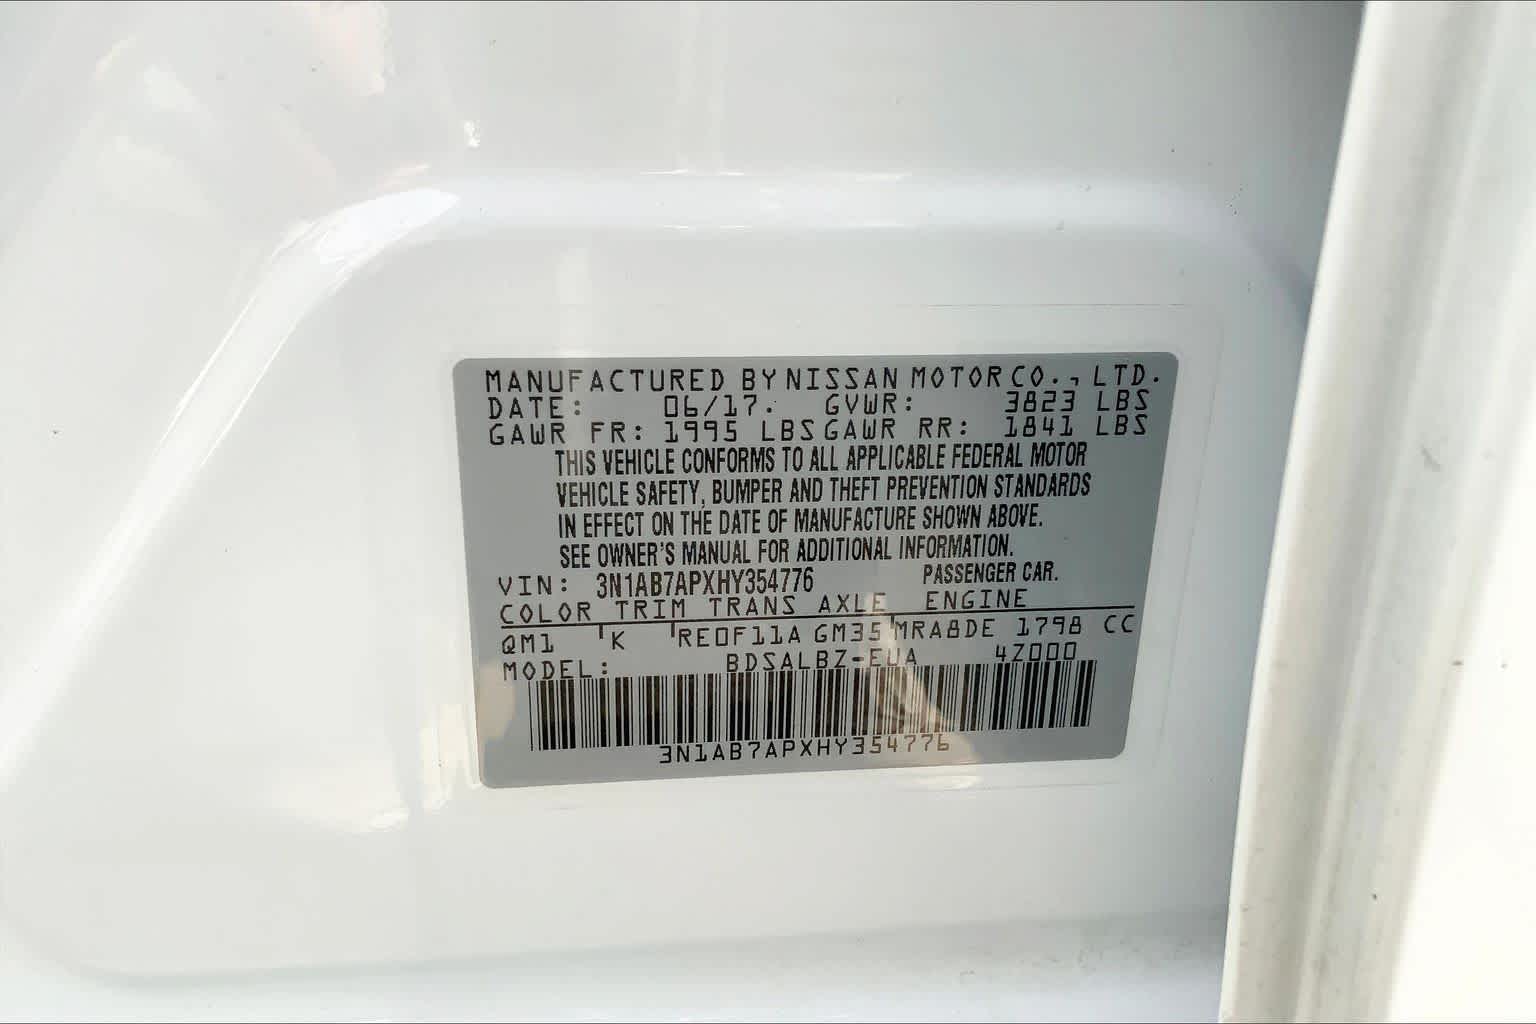 MANUFACTURED BY NISSAN MOTOR CO., LTD.
DATE: 06/17. GVWR: 3823 LBS
GAWR FR: 1995 LBS GAWR RR: 1841 LBS
THIS VEHICLE CONFORMS TO ALL APPLICABLE FEDERAL MOTOR
VEHICLE SAFETY, BUMPER AND THEFT PREVENTION STANDARDS
IN EFFECT ON THE DATE OF MANUFACTURE SHOWN ABOVE.
SEE OWNER'S MANUAL FOR ADDITIONAL INFORMATION.
VIN: 3N1AB7APXHY354776 PASSENGER CAR.
COLOR TRIM TRANS AXLE ENGINE
QM1 K RE0F11A GM35 MRA8DE 1798 CC
MODEL: BDSALBZ-EUA 4Z000
3N1AB7APXHY354776